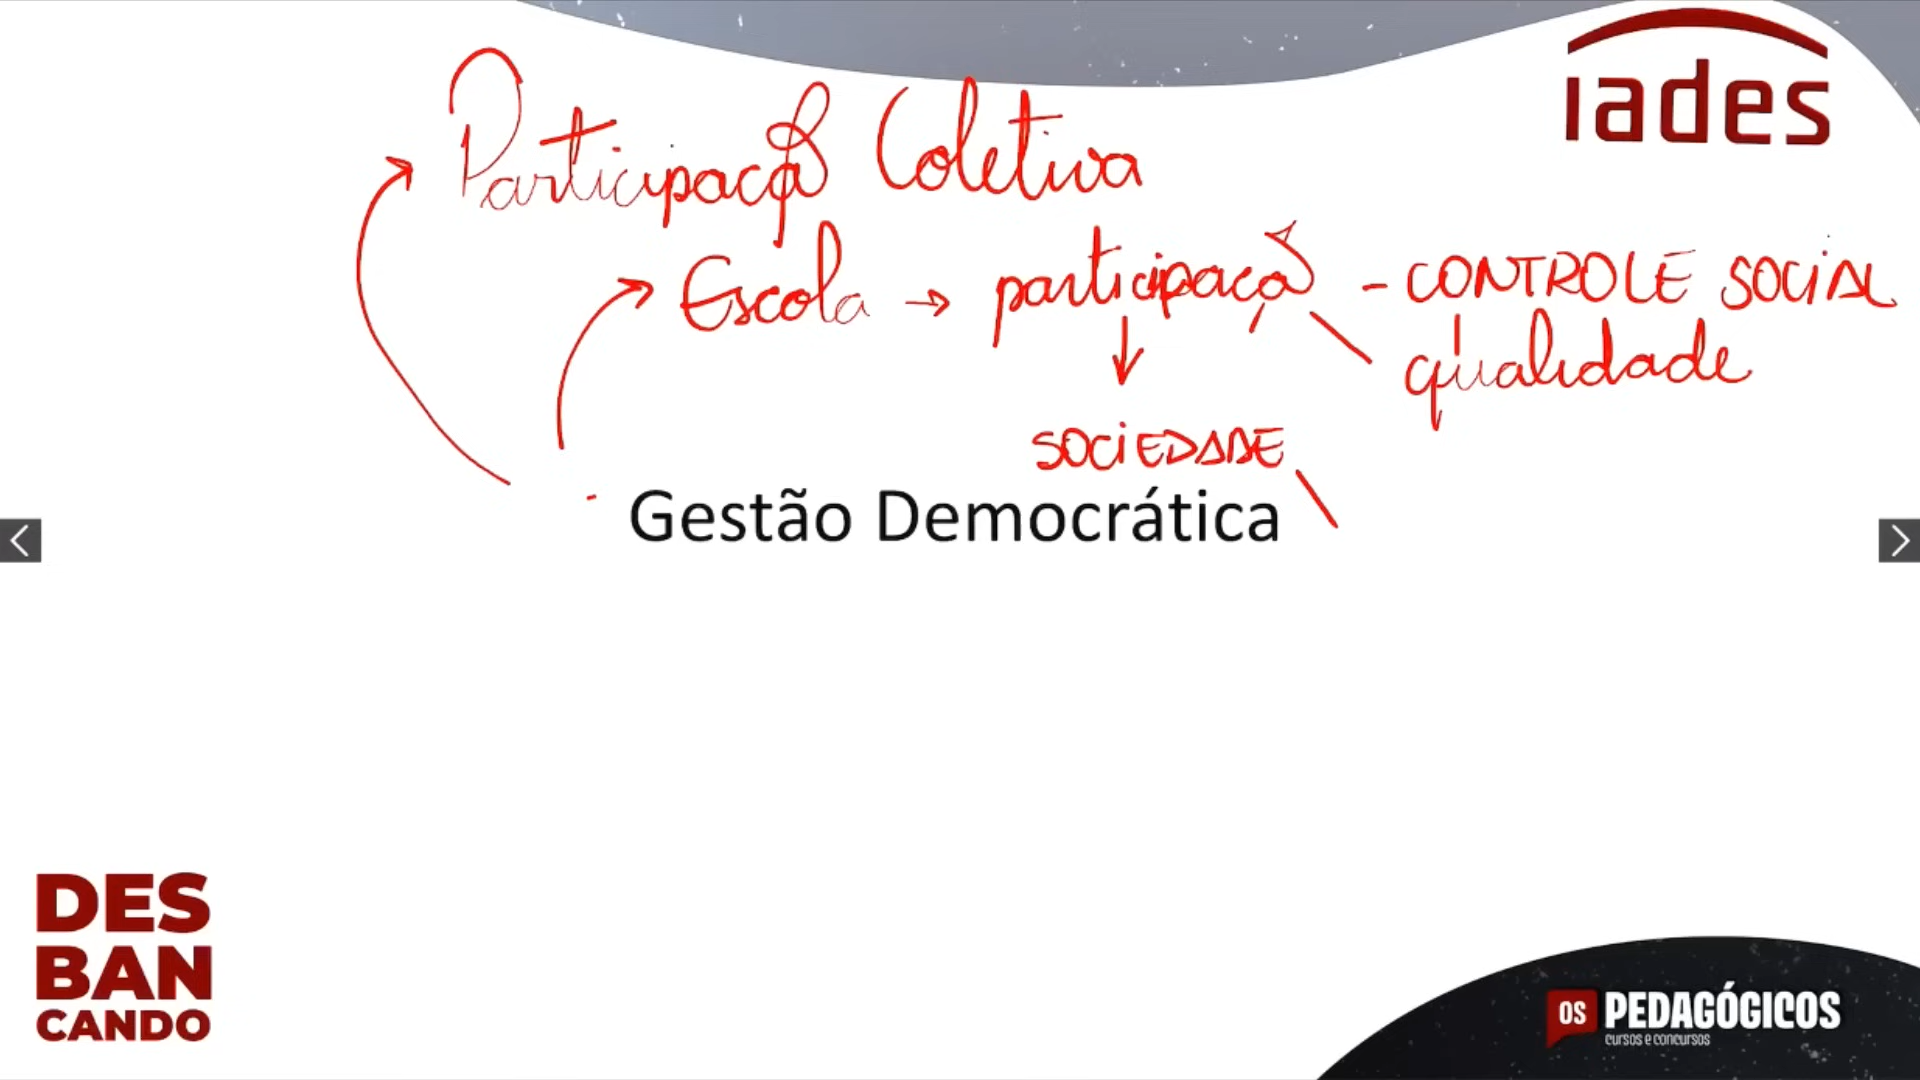 iades
Participação Coletiva
Escola → participação - CONTROLE SOCIAL
qualidade
SOCIEDADE
Gestão Democrática
DES
BAN
CANDO
OS PEDAGÓGICOS
cursos e concursos